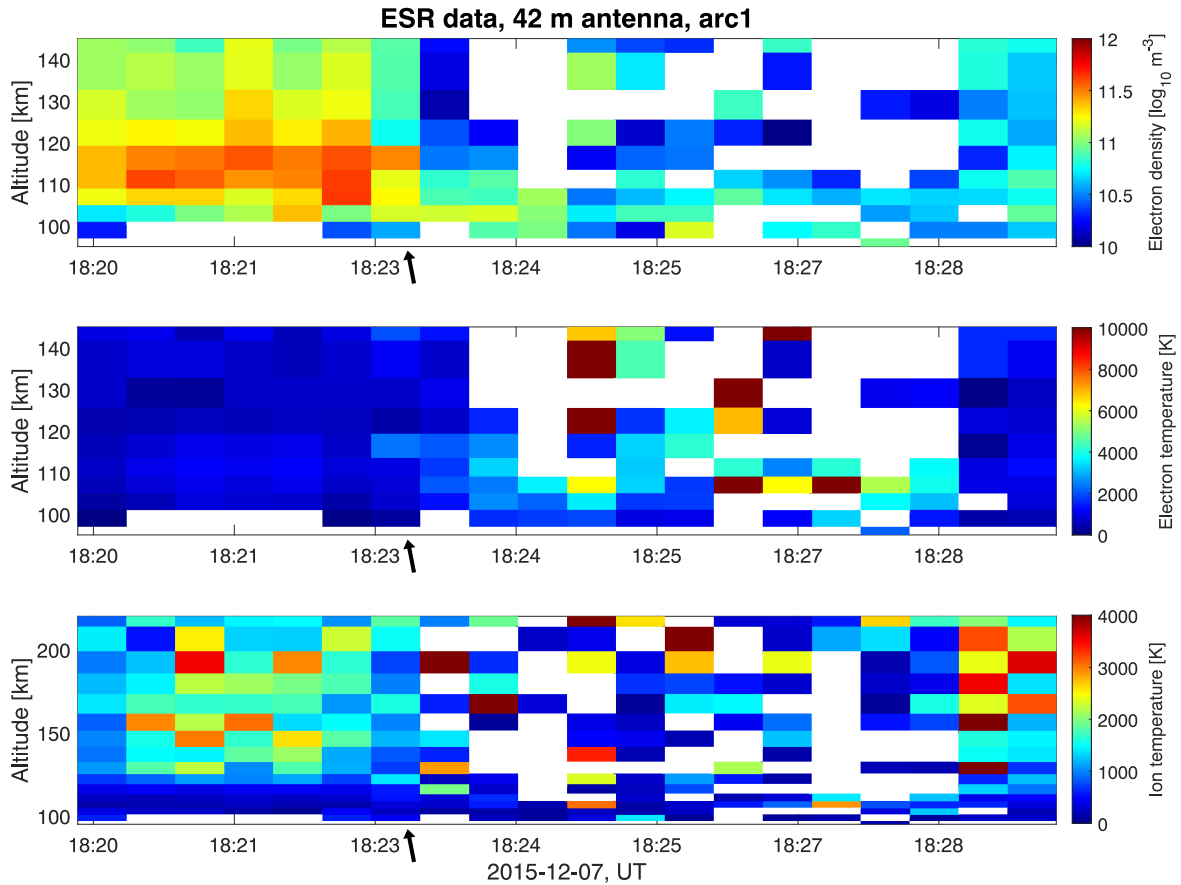 ESR data, 42 m antenna, arc1
Altitude [km]
140
130
120
110
100
18:20 18:21 18:23 18:24 18:25 18:27 18:28
12
11.5
11
10.5
10
Electron density [log10 m-3]
Altitude [km]
140
130
120
110
100
18:20 18:21 18:23 18:24 18:25 18:27 18:28
10000
8000
6000
4000
2000
0
Electron temperature [K]
Altitude [km]
200
150
100
18:20 18:21 18:23 18:24 18:25 18:27 18:28
4000
3000
2000
1000
0
Ion temperature [K]
2015-12-07, UT